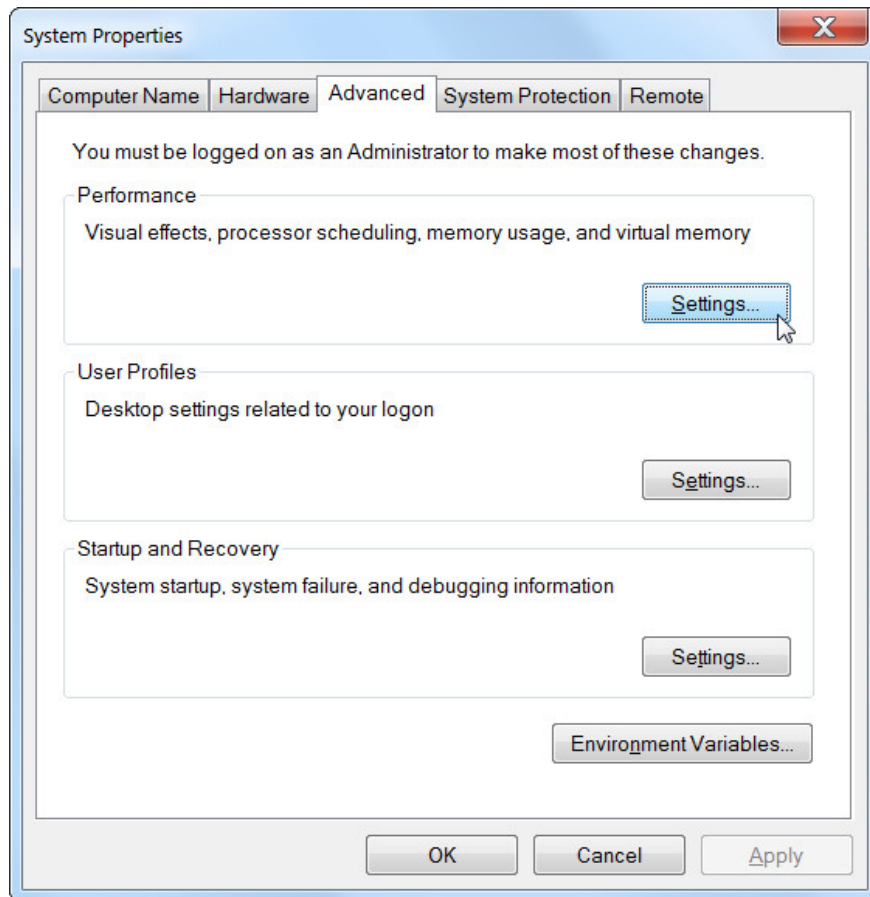 System Properties
Computer Name Hardware Advanced System Protection Remote
You must be logged on as an Administrator to make most of these changes.
Performance
Visual effects, processor scheduling, memory usage, and virtual memory
Settings...
User Profiles
Desktop settings related to your logon
Settings...
Startup and Recovery
System startup, system failure, and debugging information
Settings...
Environment Variables...
OK Cancel Apply